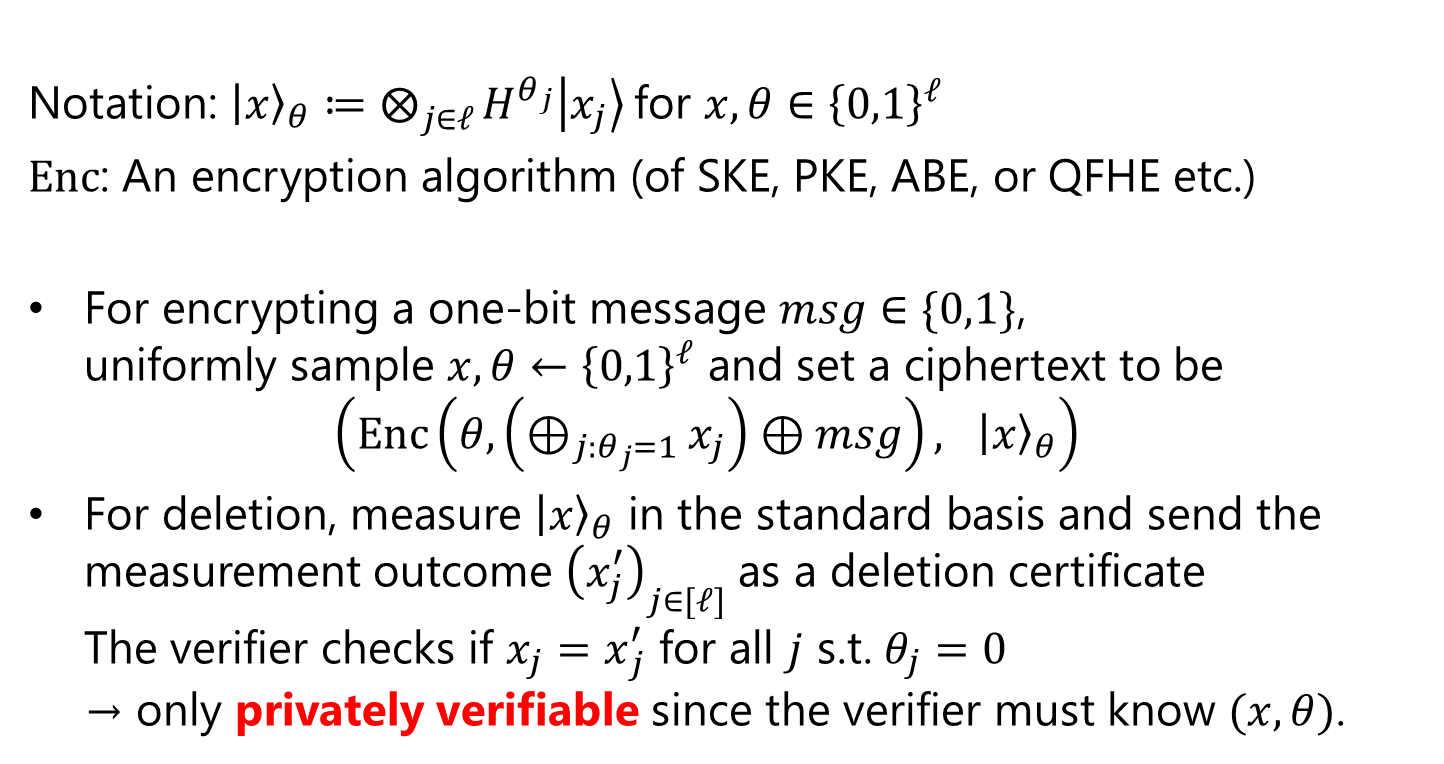 Notation: |x⟩_θ ≔ ⊗_{j∈ℓ} H^{θ_j}|x_j⟩ for x, θ ∈ {0,1}^ℓ
Enc: An encryption algorithm (of SKE, PKE, ABE, or QFHE etc.)
• For encrypting a one-bit message msg ∈ {0,1},
uniformly sample x, θ ← {0,1}^ℓ and set a ciphertext to be
(Enc(θ, (⊕_{j:θ_j=1} x_j) ⊕ msg), |x⟩_θ)
• For deletion, measure |x⟩_θ in the standard basis and send the
measurement outcome (x′_j)_{j∈[ℓ]} as a deletion certificate
The verifier checks if x_j = x′_j for all j s.t. θ_j = 0
→ only privately verifiable since the verifier must know (x, θ).